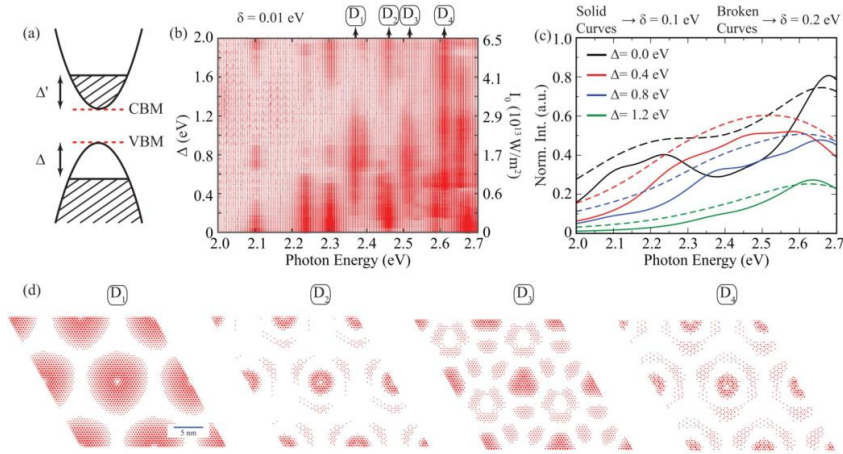 (a)
Δ'
CBM
VBM
Δ
(b)
δ = 0.01 eV
D1
D2
D3
D4
2.0
1.6
1.2
0.8
0.4
0
Δ (eV)
6.5
4.1
2.9
1.7
0.6
0
I0 (10^13 W/m^2)
2.0 2.1 2.2 2.3 2.4 2.5 2.6 2.7
Photon Energy (eV)
Solid Curves → δ = 0.1 eV
Broken Curves → δ = 0.2 eV
(c)
Δ= 0.0 eV
Δ= 0.4 eV
Δ= 0.8 eV
Δ= 1.2 eV
1.0
0.8
0.6
0.4
0.2
0
Norm. Int. (a.u.)
2.0 2.1 2.2 2.3 2.4 2.5 2.6 2.7
Photon Energy (eV)
(d)
D1
D2
D3
D4
5 nm